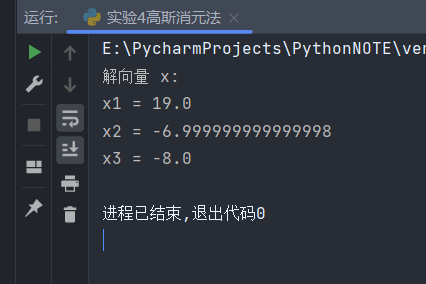 运行: 实验4高斯消元法
E:\PycharmProjects\PythonNOTE\ven
解向量 x:
x1 = 19.0
x2 = -6.999999999999998
x3 = -8.0
进程已结束,退出代码0